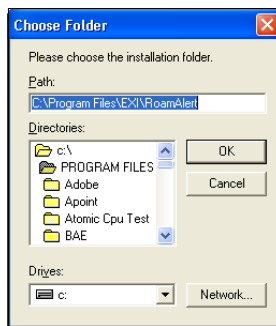 Choose Folder
Please choose the installation folder.
Path:
C:\Program Files\EXI\RoamAlert
Directories:
c:\
PROGRAM FILES
Adobe
Apoint
Atomic Cpu Test
BAE
OK
Cancel
Drives:
c:
Network...